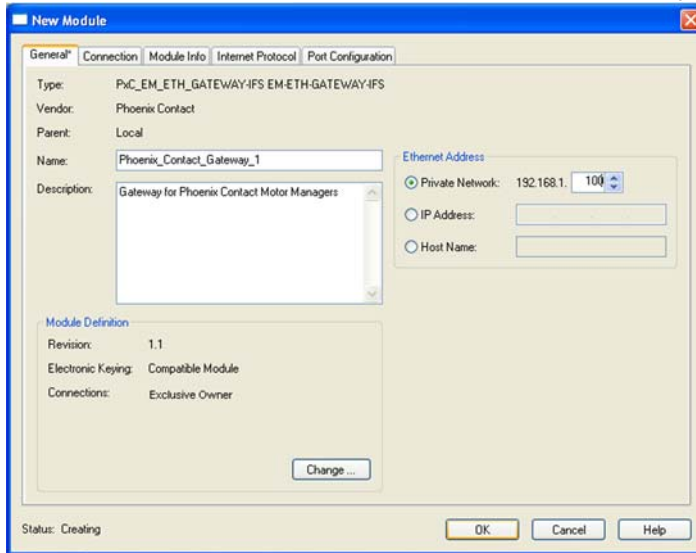 New Module
General* Connection Module Info Internet Protocol Port Configuration
Type: PxC_EM_ETH_GATEWAY-IFS EM-ETH-GATEWAY-IFS
Vendor: Phoenix Contact
Parent: Local
Name: Phoenix_Contact_Gateway_1
Description: Gateway for Phoenix Contact Motor Managers
Ethernet Address
Private Network: 192.168.1. 100
IP Address:
Host Name:
Module Definition
Revision: 1.1
Electronic Keying: Compatible Module
Connections: Exclusive Owner
Change ...
Status: Creating
OK Cancel Help